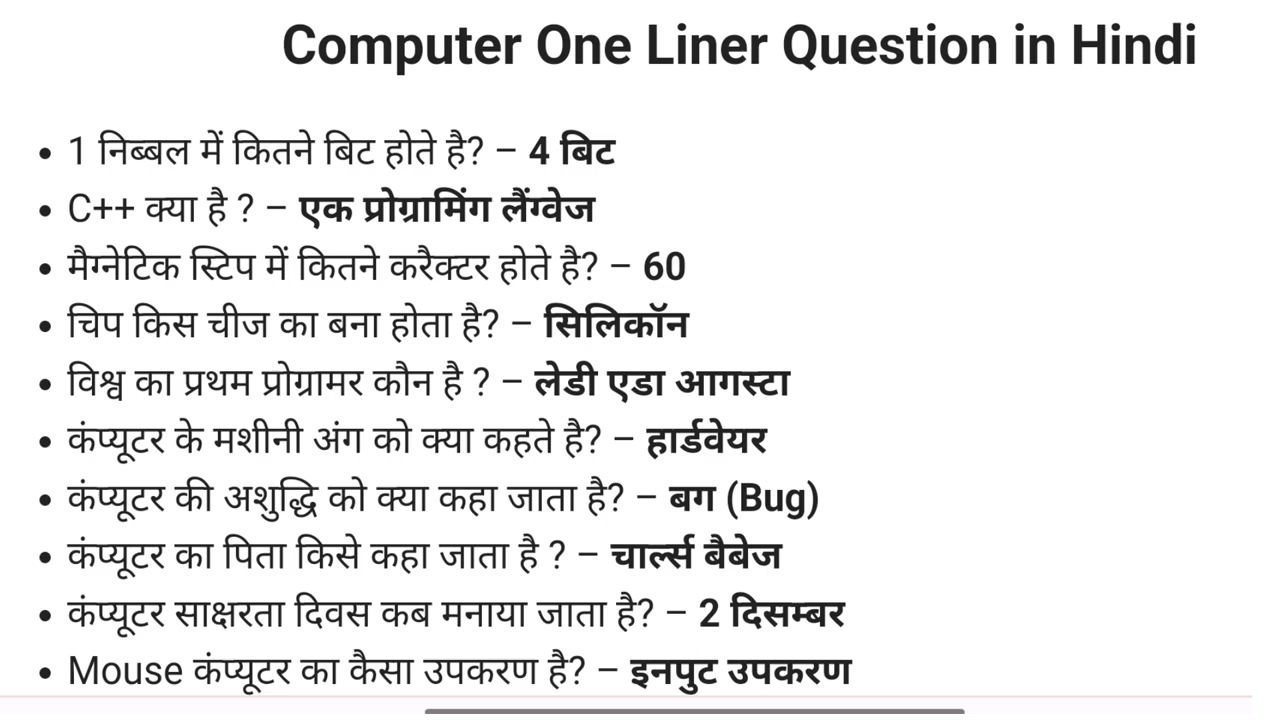 Computer One Liner Question in Hindi
• 1 निब्बल में कितने बिट होते है? – 4 बिट
• C++ क्या है ? – एक प्रोग्रामिंग लैंग्वेज
• मैग्नेटिक स्टिप में कितने करैक्टर होते है? – 60
• चिप किस चीज का बना होता है? – सिलिकॉन
• विश्व का प्रथम प्रोग्रामर कौन है ? – लेडी एडा आगस्टा
• कंप्यूटर के मशीनी अंग को क्या कहते है? – हार्डवेयर
• कंप्यूटर की अशुद्धि को क्या कहा जाता है? – बग (Bug)
• कंप्यूटर का पिता किसे कहा जाता है ? – चार्ल्स बैबेज
• कंप्यूटर साक्षरता दिवस कब मनाया जाता है? – 2 दिसम्बर
• Mouse कंप्यूटर का कैसा उपकरण है? – इनपुट उपकरण